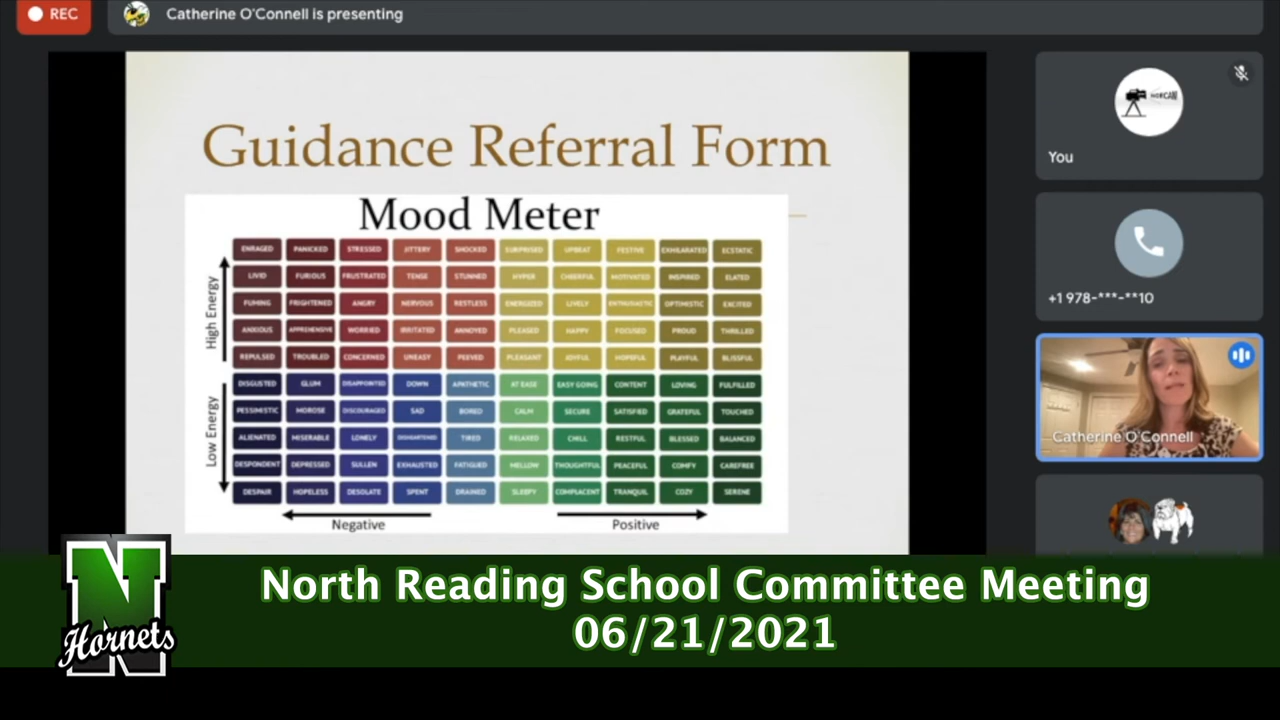 REC
Catherine O'Connell is presenting
Guidance Referral Form
Mood Meter
ENRAGED PANICKED STRESSED JITTERY SHOCKED SURPRISED UPBEAT FESTIVE EXHILARATED ECSTATIC
LIVID FURIOUS FRUSTRATED TENSE STUNNED HYPER CHEERFUL MOTIVATED INSPIRED ELATED
FUMING FRIGHTENED ANGRY NERVOUS RESTLESS ENERGIZED LIVELY ENTHUSIASTIC OPTIMISTIC EXCITED
ANXIOUS APPREHENSIVE WORRIED IRRITATED ANNOYED PLEASED HAPPY FOCUSED PROUD THRILLED
REPULSED TROUBLED CONCERNED UNEASY PEEVED PLEASANT JOYFUL HOPEFUL PLAYFUL BLISSFUL
DISGUSTED GLUM DISAPPOINTED DOWN APATHETIC AT EASE EASY GOING CONTENT LOVING FULFILLED
PESSIMISTIC MOROSE DISCOURAGED SAD BORED CALM SECURE SATISFIED GRATEFUL TOUCHED
ALIENATED MISERABLE LONELY DISHEARTENED TIRED RELAXED CHILL RESTFUL BLESSED BALANCED
DESPONDENT DEPRESSED SULLEN EXHAUSTED FATIGUED MELLOW THOUGHTFUL PEACEFUL COMFY CAREFREE
DESPAIR HOPELESS DESOLATE SPENT DRAINED SLEEPY COMPLACENT TRANQUIL COZY SERENE
High Energy
Low Energy
Negative
Positive
NORCAM
You
+1 978-***-**10
Catherine O'Connell
N
Hornets
North Reading School Committee Meeting
06/21/2021